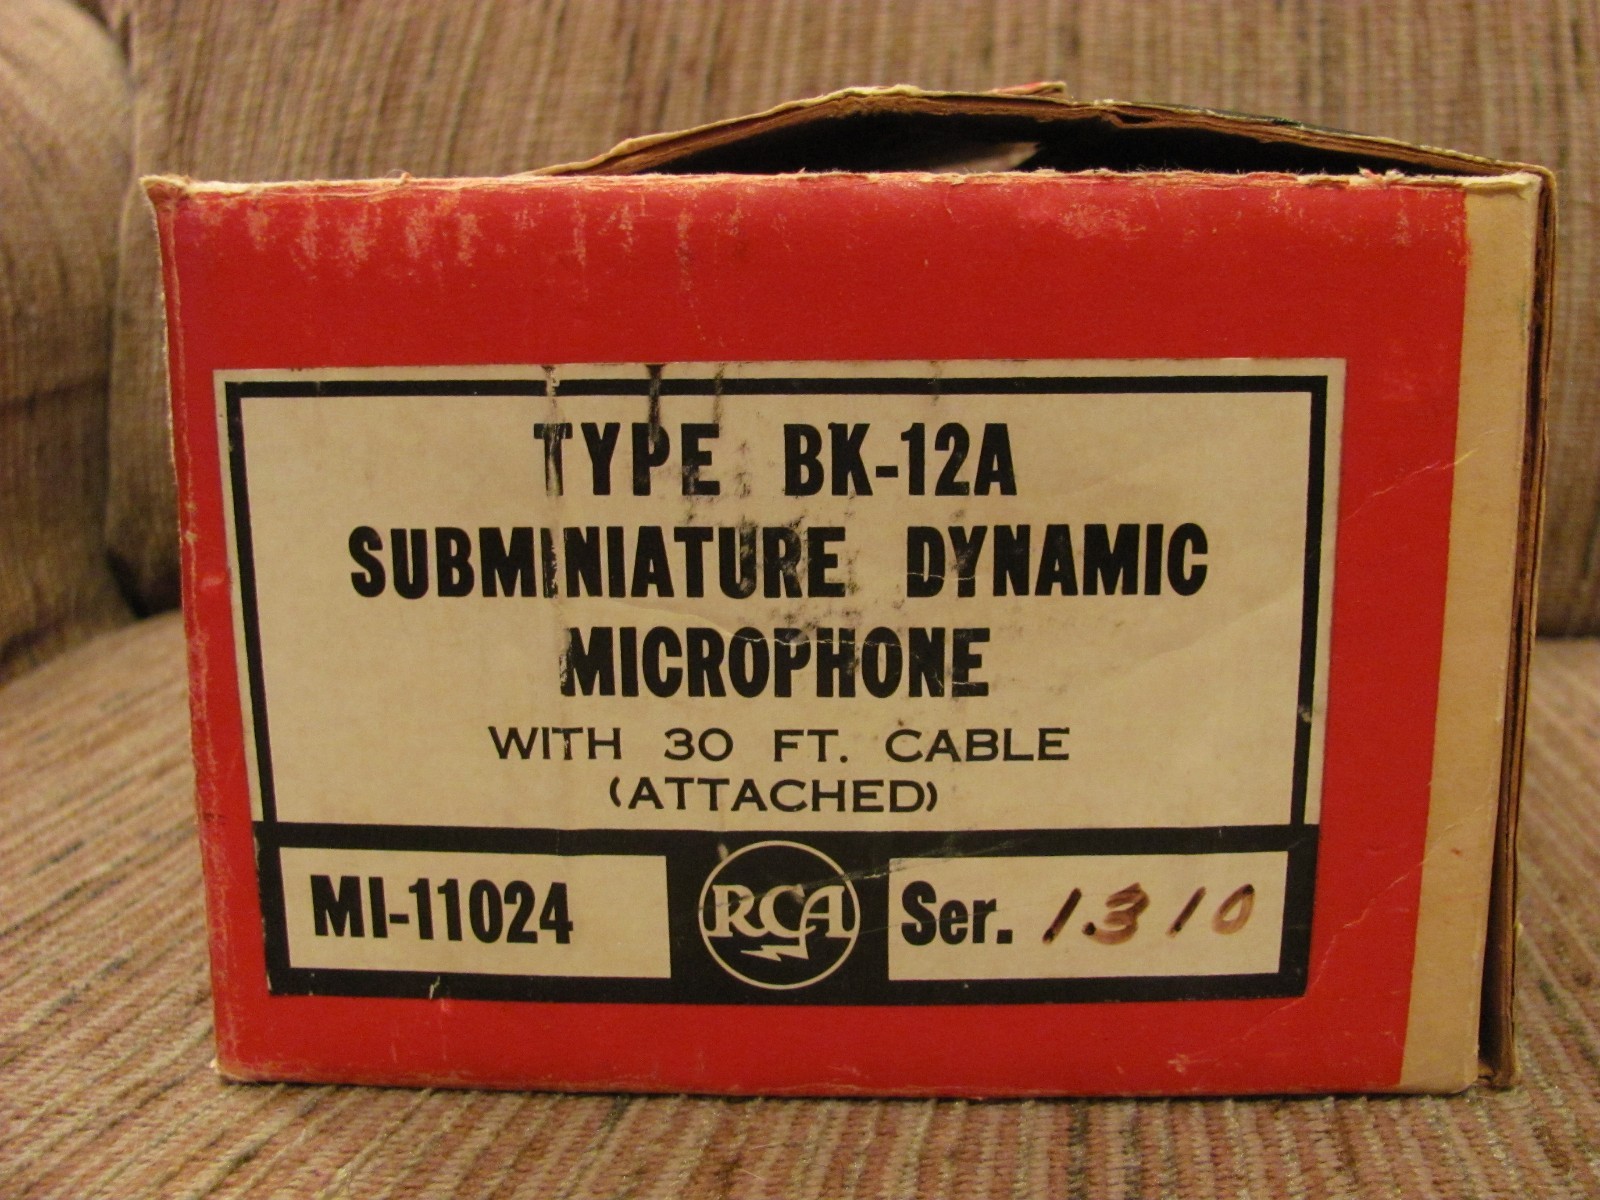 TYPE BK-12A
SUBMINIATURE DYNAMIC
MICROPHONE
WITH 30 FT. CABLE
(ATTACHED)
MI-11024 RCA Ser. 1310